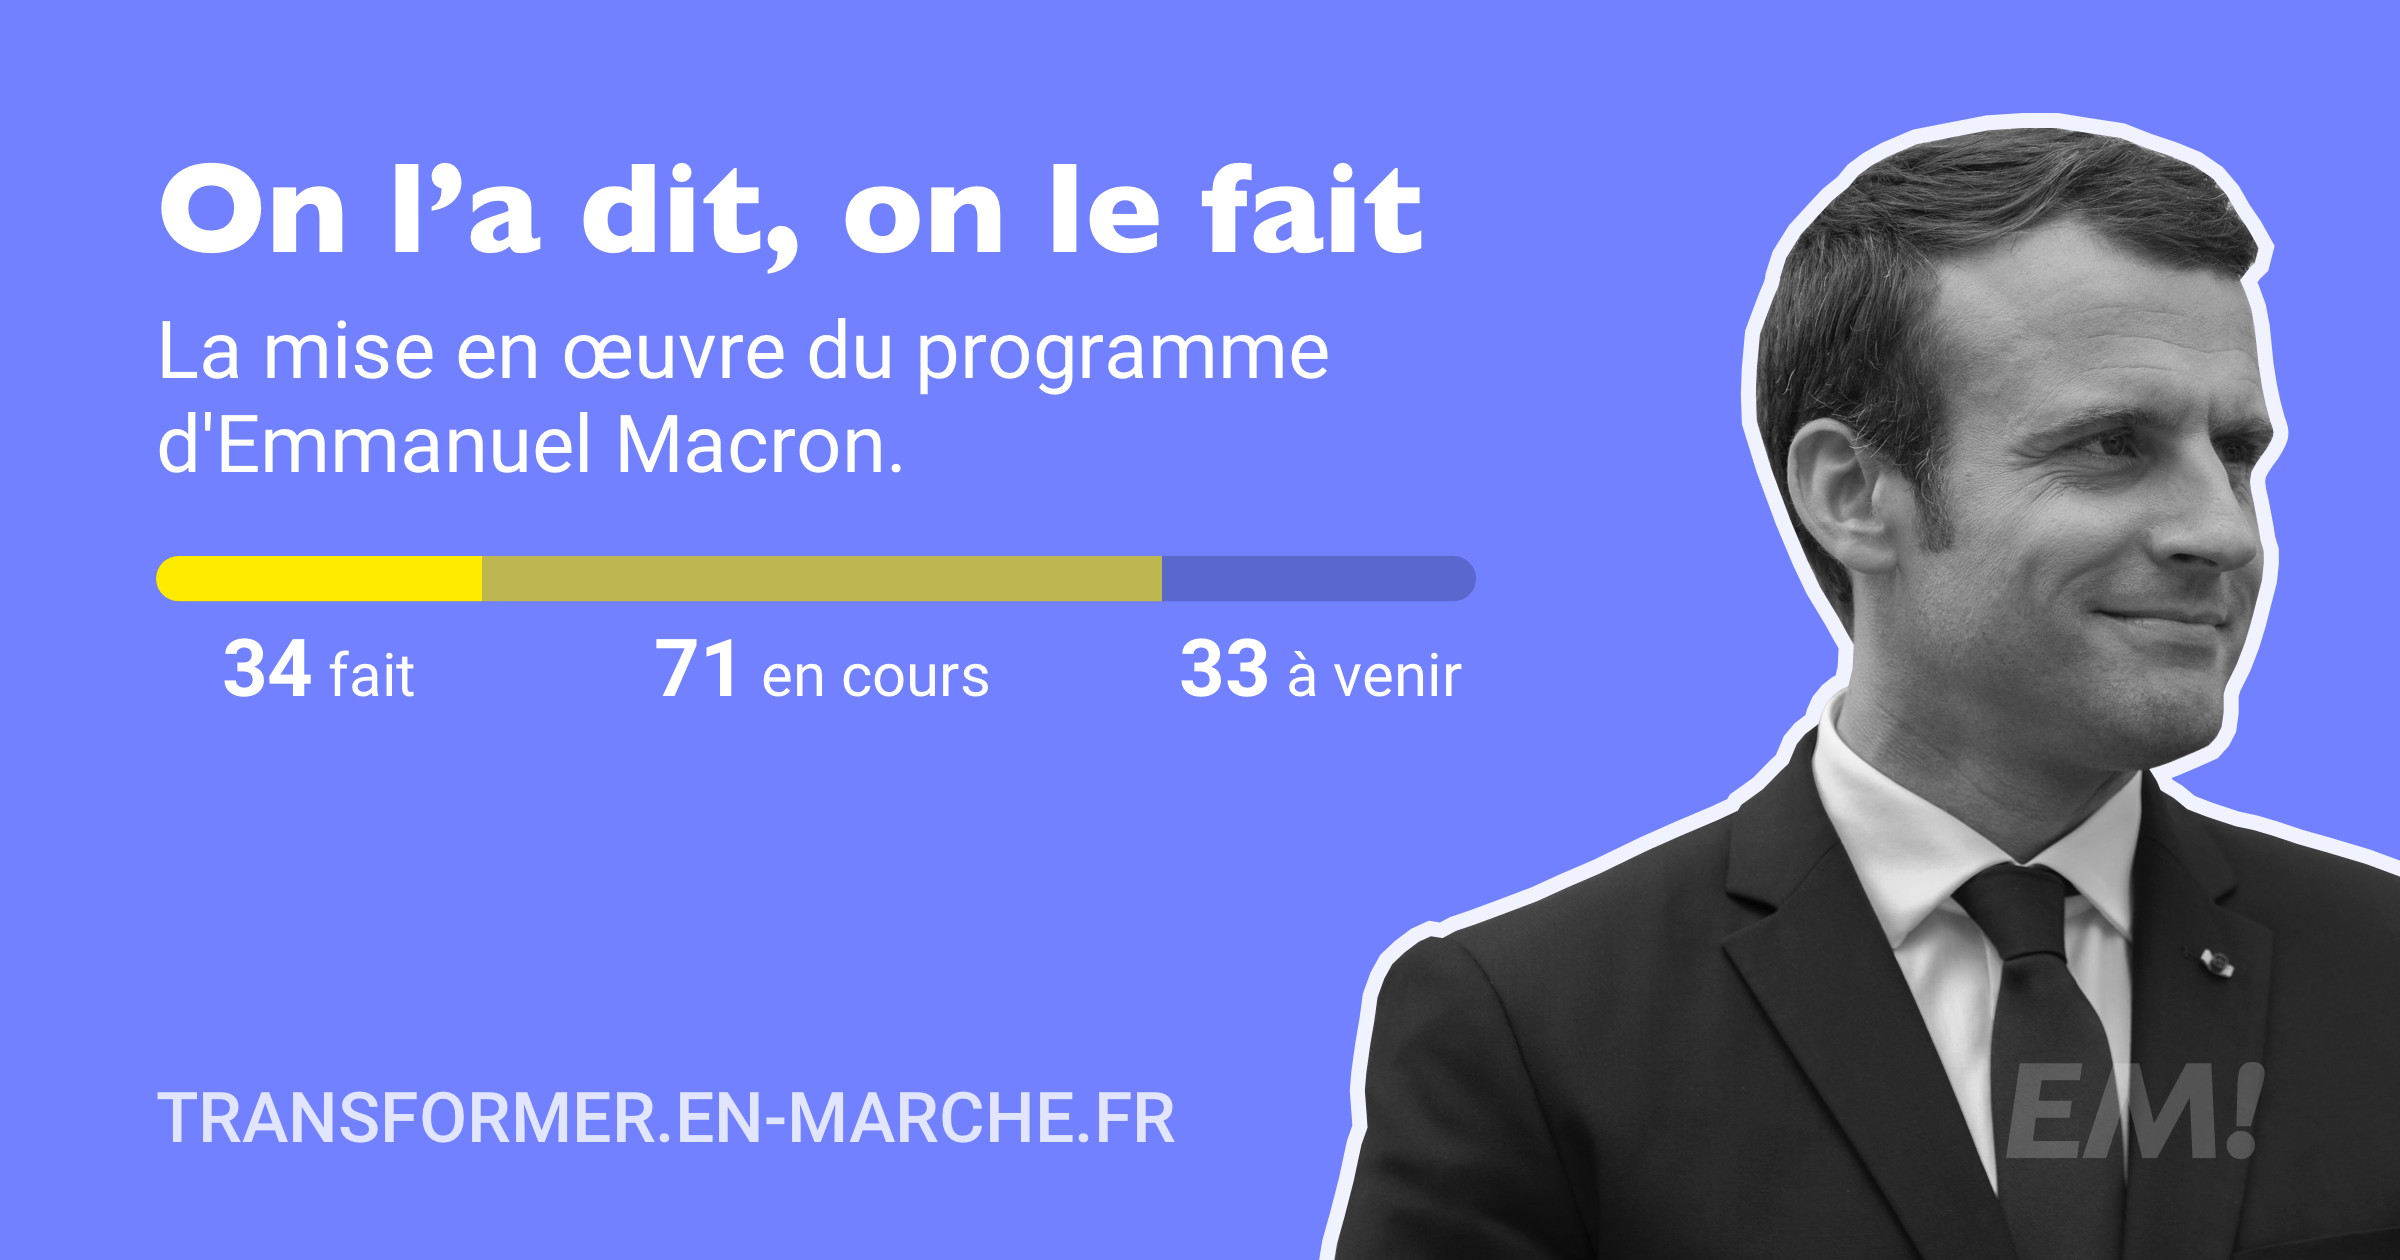 On l’a dit, on le fait
La mise en œuvre du programme
d'Emmanuel Macron.
34 fait 71 en cours 33 à venir
TRANSFORMER.EN-MARCHE.FR
EM!